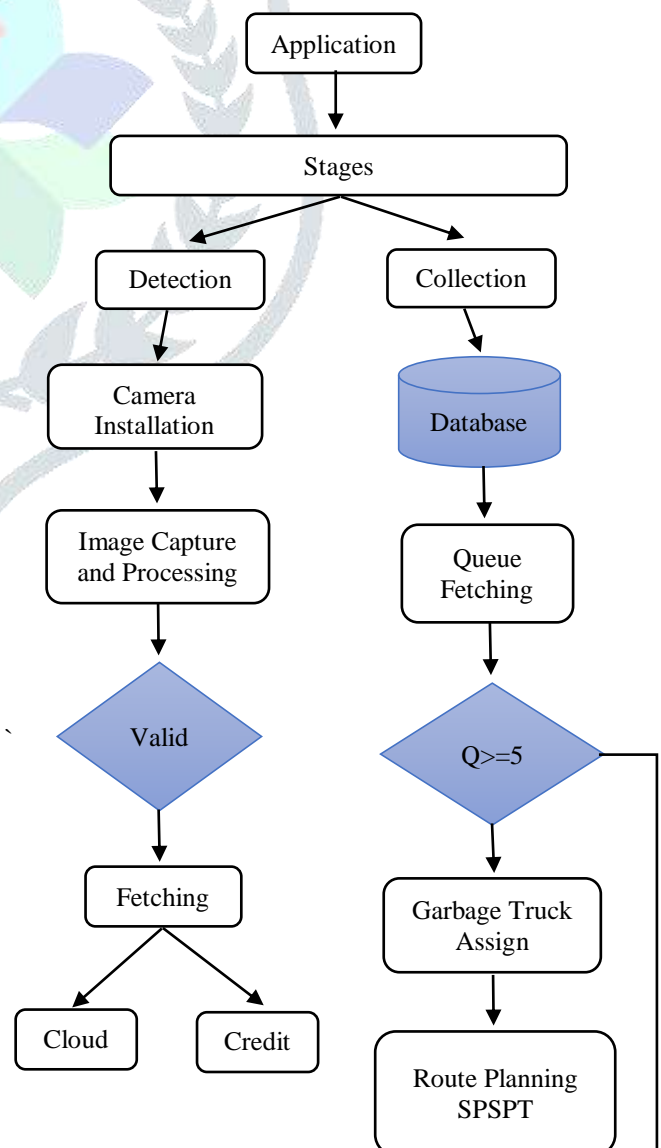 Application
Stages
Detection
Collection
Camera
Installation
Database
Image Capture
and Processing
Queue
Fetching
Valid
`
Q>=5
Fetching
Garbage Truck
Assign
Cloud
Credit
Route Planning
SPSPT